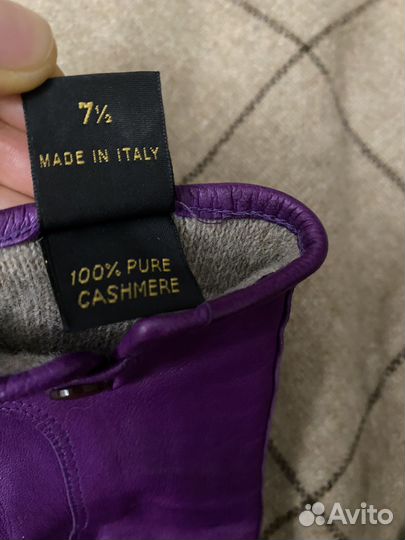 7½
MADE IN ITALY
100% PURE
CASHMERE
Avito